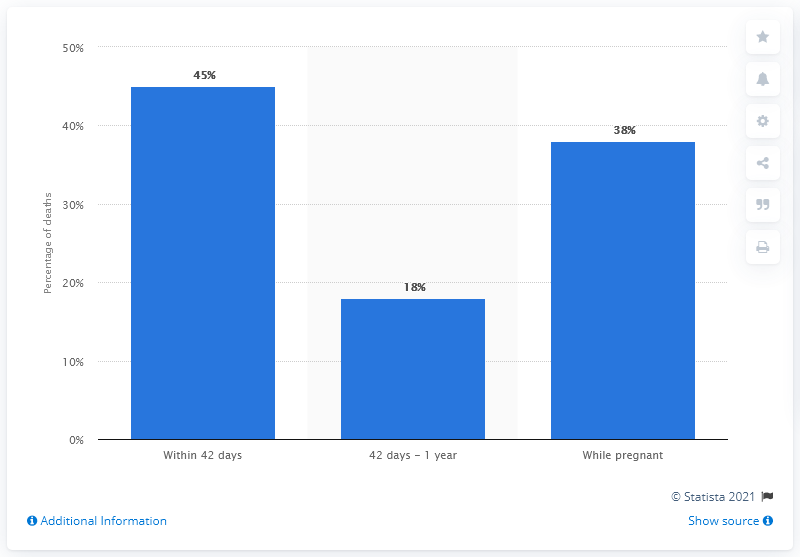 50%
45%
40%
38%
30%
Percentage of deaths
20%
18%
10%
0%
Within 42 days
42 days – 1 year
While pregnant
© Statista 2021
Additional Information
Show source